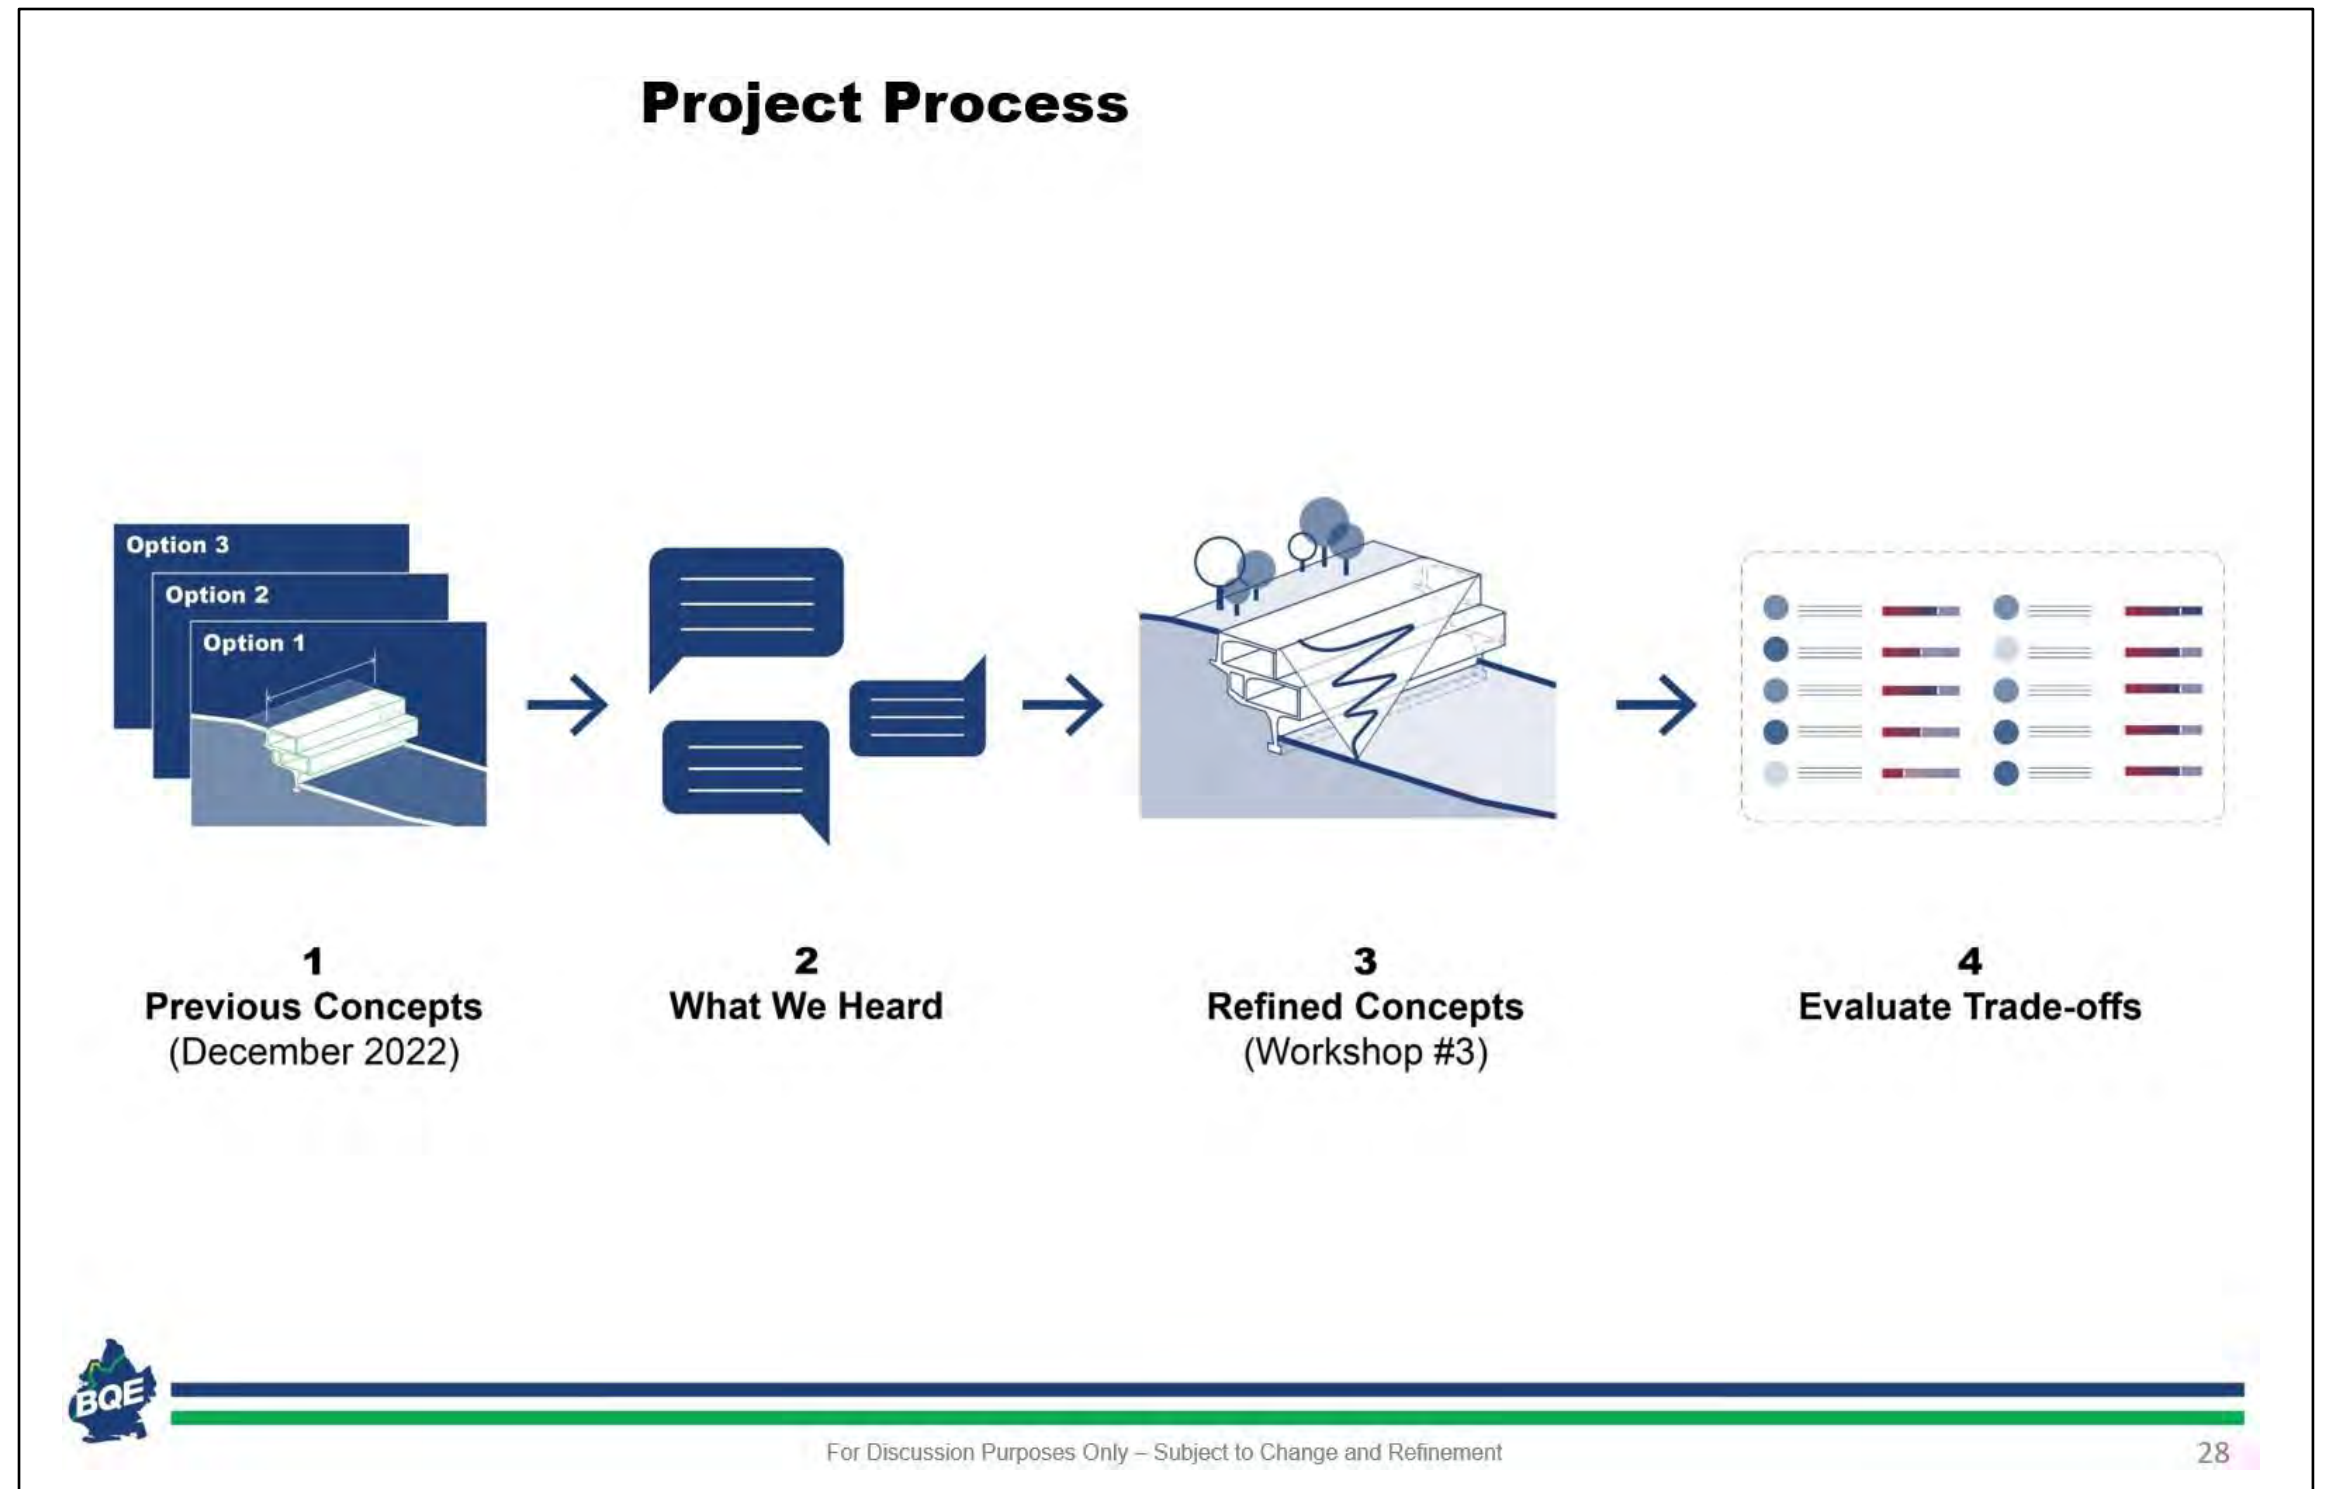 Project Process
Option 3
Option 2
Option 1
1
Previous Concepts
(December 2022)
2
What We Heard
3
Refined Concepts
(Workshop #3)
4
Evaluate Trade-offs
BQE
For Discussion Purposes Only – Subject to Change and Refinement
28